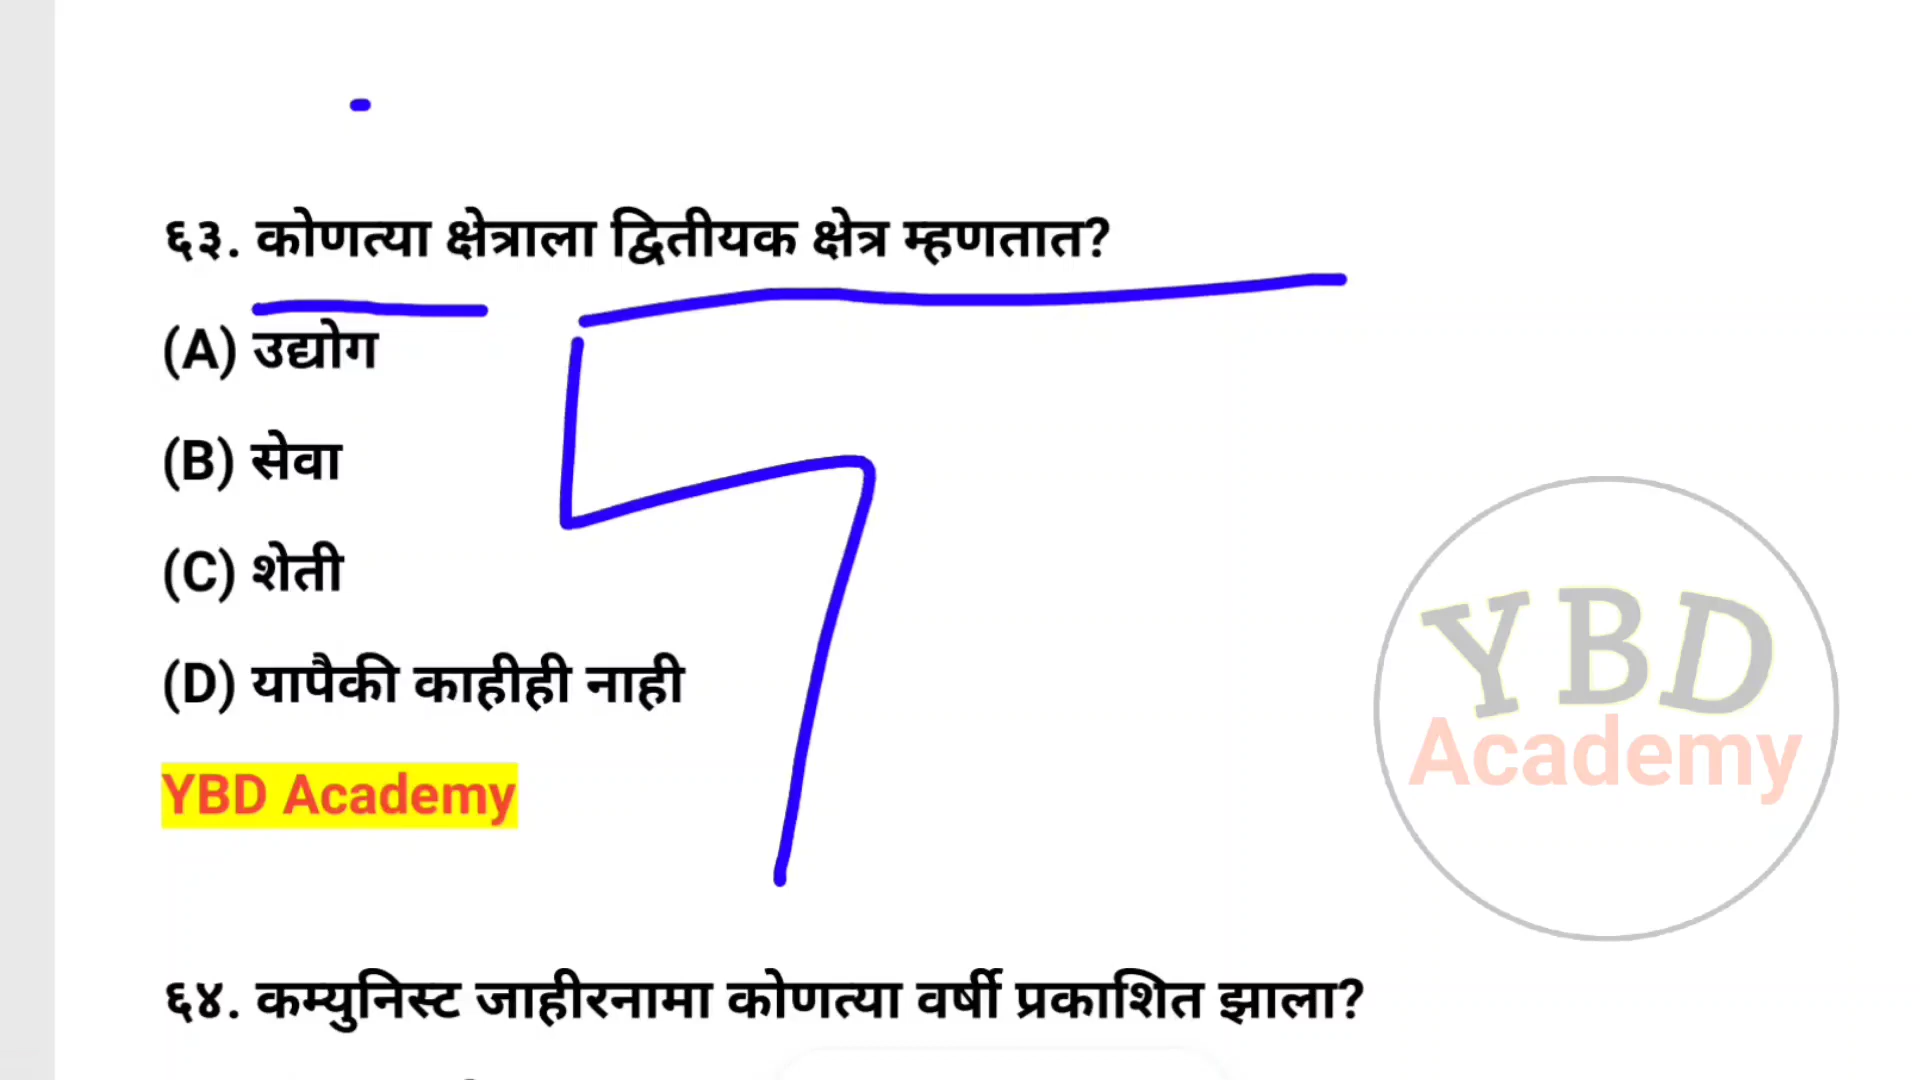 ६३. कोणत्या क्षेत्राला द्वितीयक क्षेत्र म्हणतात?
(A) उद्योग
(B) सेवा
(C) शेती
(D) यापैकी काहीही नाही
YBD Academy
YBD
Academy
६४. कम्युनिस्ट जाहीरनामा कोणत्या वर्षी प्रकाशित झाला?